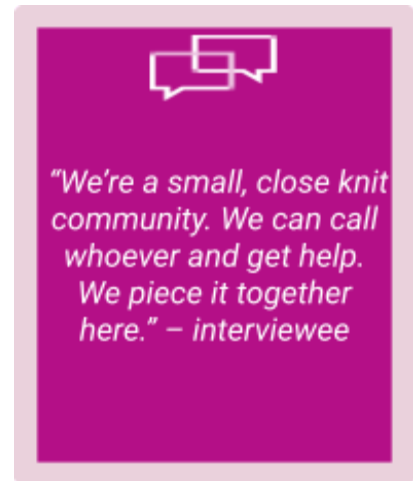 “We’re a small, close knit
community. We can call
whoever and get help.
We piece it together
here.” – interviewee